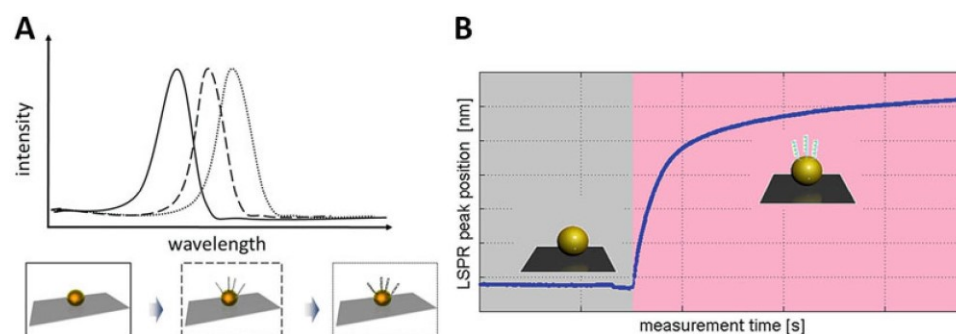 A
intensity
wavelength
B
LSPR peak position [nm]
measurement time [s]